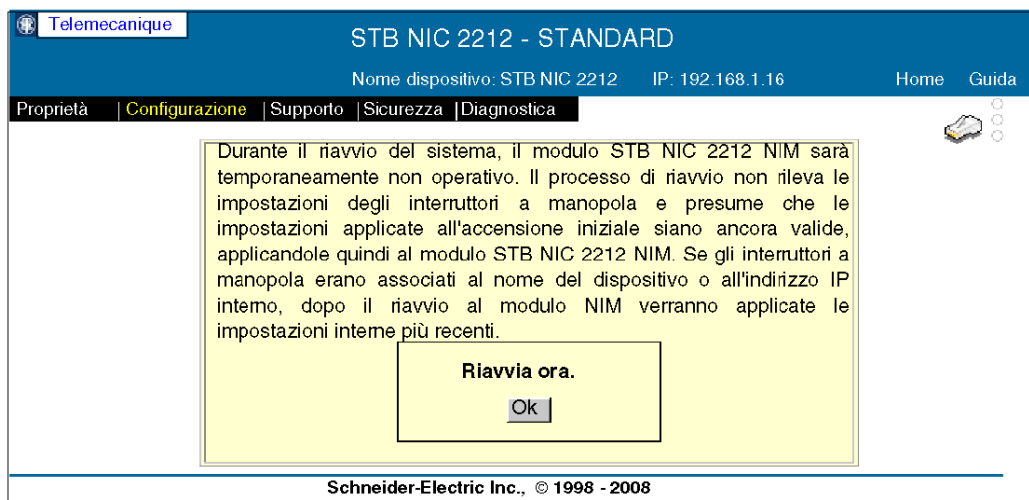 Telemecanique
STB NIC 2212 - STANDARD
Nome dispositivo: STB NIC 2212 IP: 192.168.1.16 Home Guida
Proprietà |Configurazione |Supporto |Sicurezza |Diagnostica
Durante il riavvio del sistema, il modulo STB NIC 2212 NIM sarà
temporaneamente non operativo. Il processo di riavvio non rileva le
impostazioni degli interruttori a manopola e presume che le
impostazioni applicate all'accensione iniziale siano ancora valide,
applicandole quindi al modulo STB NIC 2212 NIM. Se gli interruttori a
manopola erano associati al nome del dispositivo o all'indirizzo IP
interno, dopo il riavvio al modulo NIM verranno applicate le
impostazioni interne più recenti.
Riavvia ora.
Ok
Schneider-Electric Inc., © 1998 - 2008